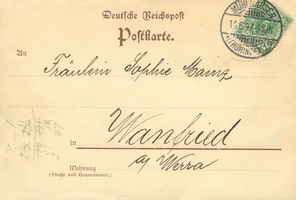 Deutsche Reichspost
Postkarte.
An
Fräulein Sophie Mainz
in Wanfried
a/ Werra
Wohnung
(Straße und Hausnummer)